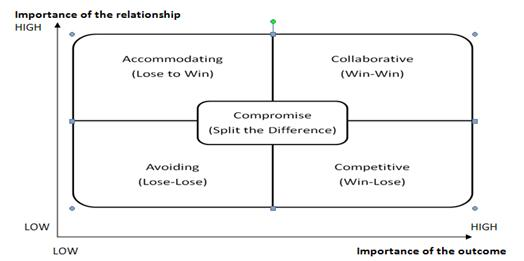 Importance of the relationship
HIGH
Accommodating
(Lose to Win)
Collaborative
(Win-Win)
Compromise
(Split the Difference)
Avoiding
(Lose-Lose)
Competitive
(Win-Lose)
LOW
HIGH
LOW
Importance of the outcome